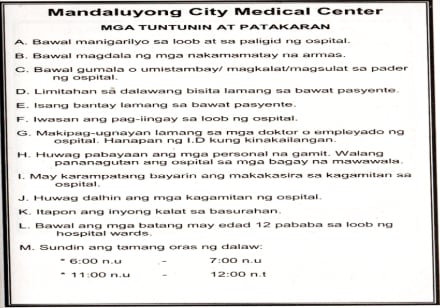 Mandaluyong City Medical Center
MGA TUNTUNIN AT PATAKARAN
A. Bawal manigarilyo sa loob at sa paligid ng ospital.
B. Bawal magdala ng mga nakamamatay na armas.
C. Bawal gumala o umistambay/ magkalat/magsulat sa pader
ng ospital.
D. Limitahan sa dalawang bisita lamang sa bawat pasyente.
E. Isang bantay lamang sa bawat pasyente.
F. Iwasan ang pag-iingay sa loob ng ospital.
G. Makipag-ugnayan lamang sa mga doktor o empleyado ng
ospital. Hanapan ng I.D kung kinakailangan.
H. Huwag pabayaan ang mga personal na gamit. Walang
pananagutan ang ospital sa mga bagay na mawawala.
I. May karampatang bayarin ang makakasira sa kagamitan sa
ospital.
J. Huwag dalhin ang mga kagamitan ng ospital.
K. Itapon ang inyong kalat sa basurahan.
L. Bawal ang mga batang may edad 12 pababa sa loob ng
hospital wards.
M. Sundin ang tamang oras ng dalaw:
* 6:00 n.u - 7:00 n.u
* 11:00 n.u - 12:00 n.t